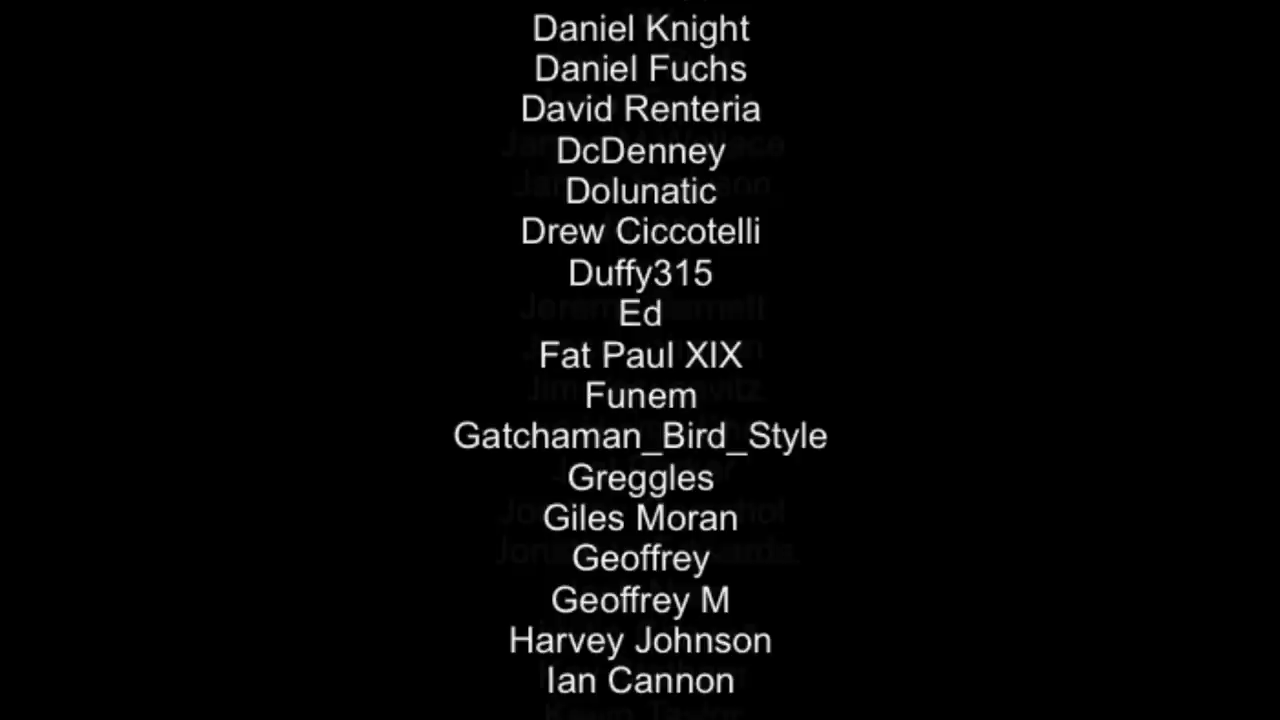 Daniel Knight
Daniel Fuchs
David Renteria
DcDenney
Dolunatic
Drew Ciccotelli
Duffy315
Ed
Fat Paul XIX
Funem
Gatchaman_Bird_Style
Greggles
Giles Moran
Geoffrey
Geoffrey M
Harvey Johnson
Ian Cannon